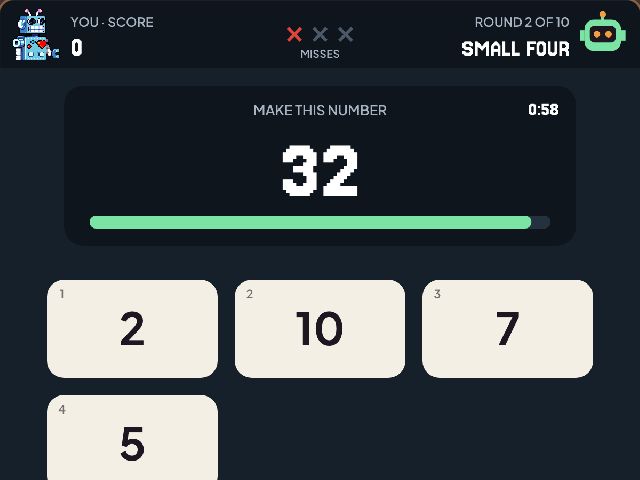 YOU · SCORE
0
MISSES
ROUND 2 OF 10
SMALL FOUR
MAKE THIS NUMBER
0:58
32
1
2
2
10
3
7
4
5